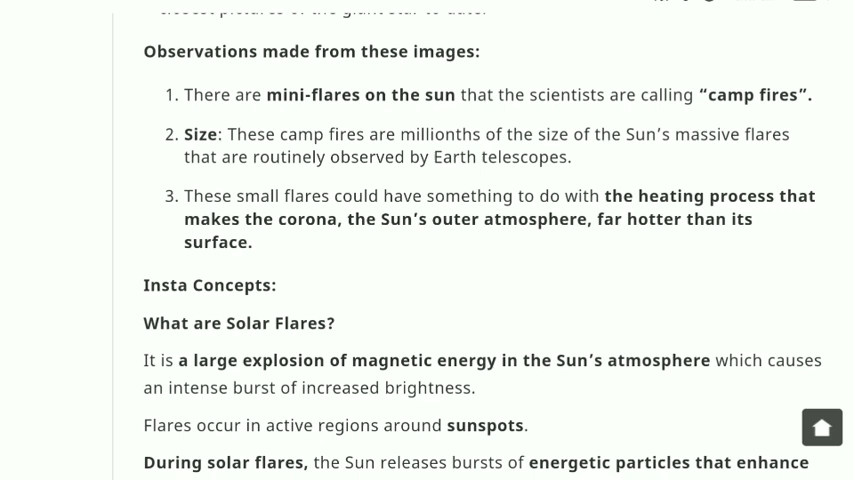 Observations made from these images:
1. There are mini-flares on the sun that the scientists are calling “camp fires”.
2. Size: These camp fires are millionths of the size of the Sun’s massive flares
that are routinely observed by Earth telescopes.
3. These small flares could have something to do with the heating process that
makes the corona, the Sun’s outer atmosphere, far hotter than its
surface.
Insta Concepts:
What are Solar Flares?
It is a large explosion of magnetic energy in the Sun’s atmosphere which causes
an intense burst of increased brightness.
Flares occur in active regions around sunspots.
During solar flares, the Sun releases bursts of energetic particles that enhance